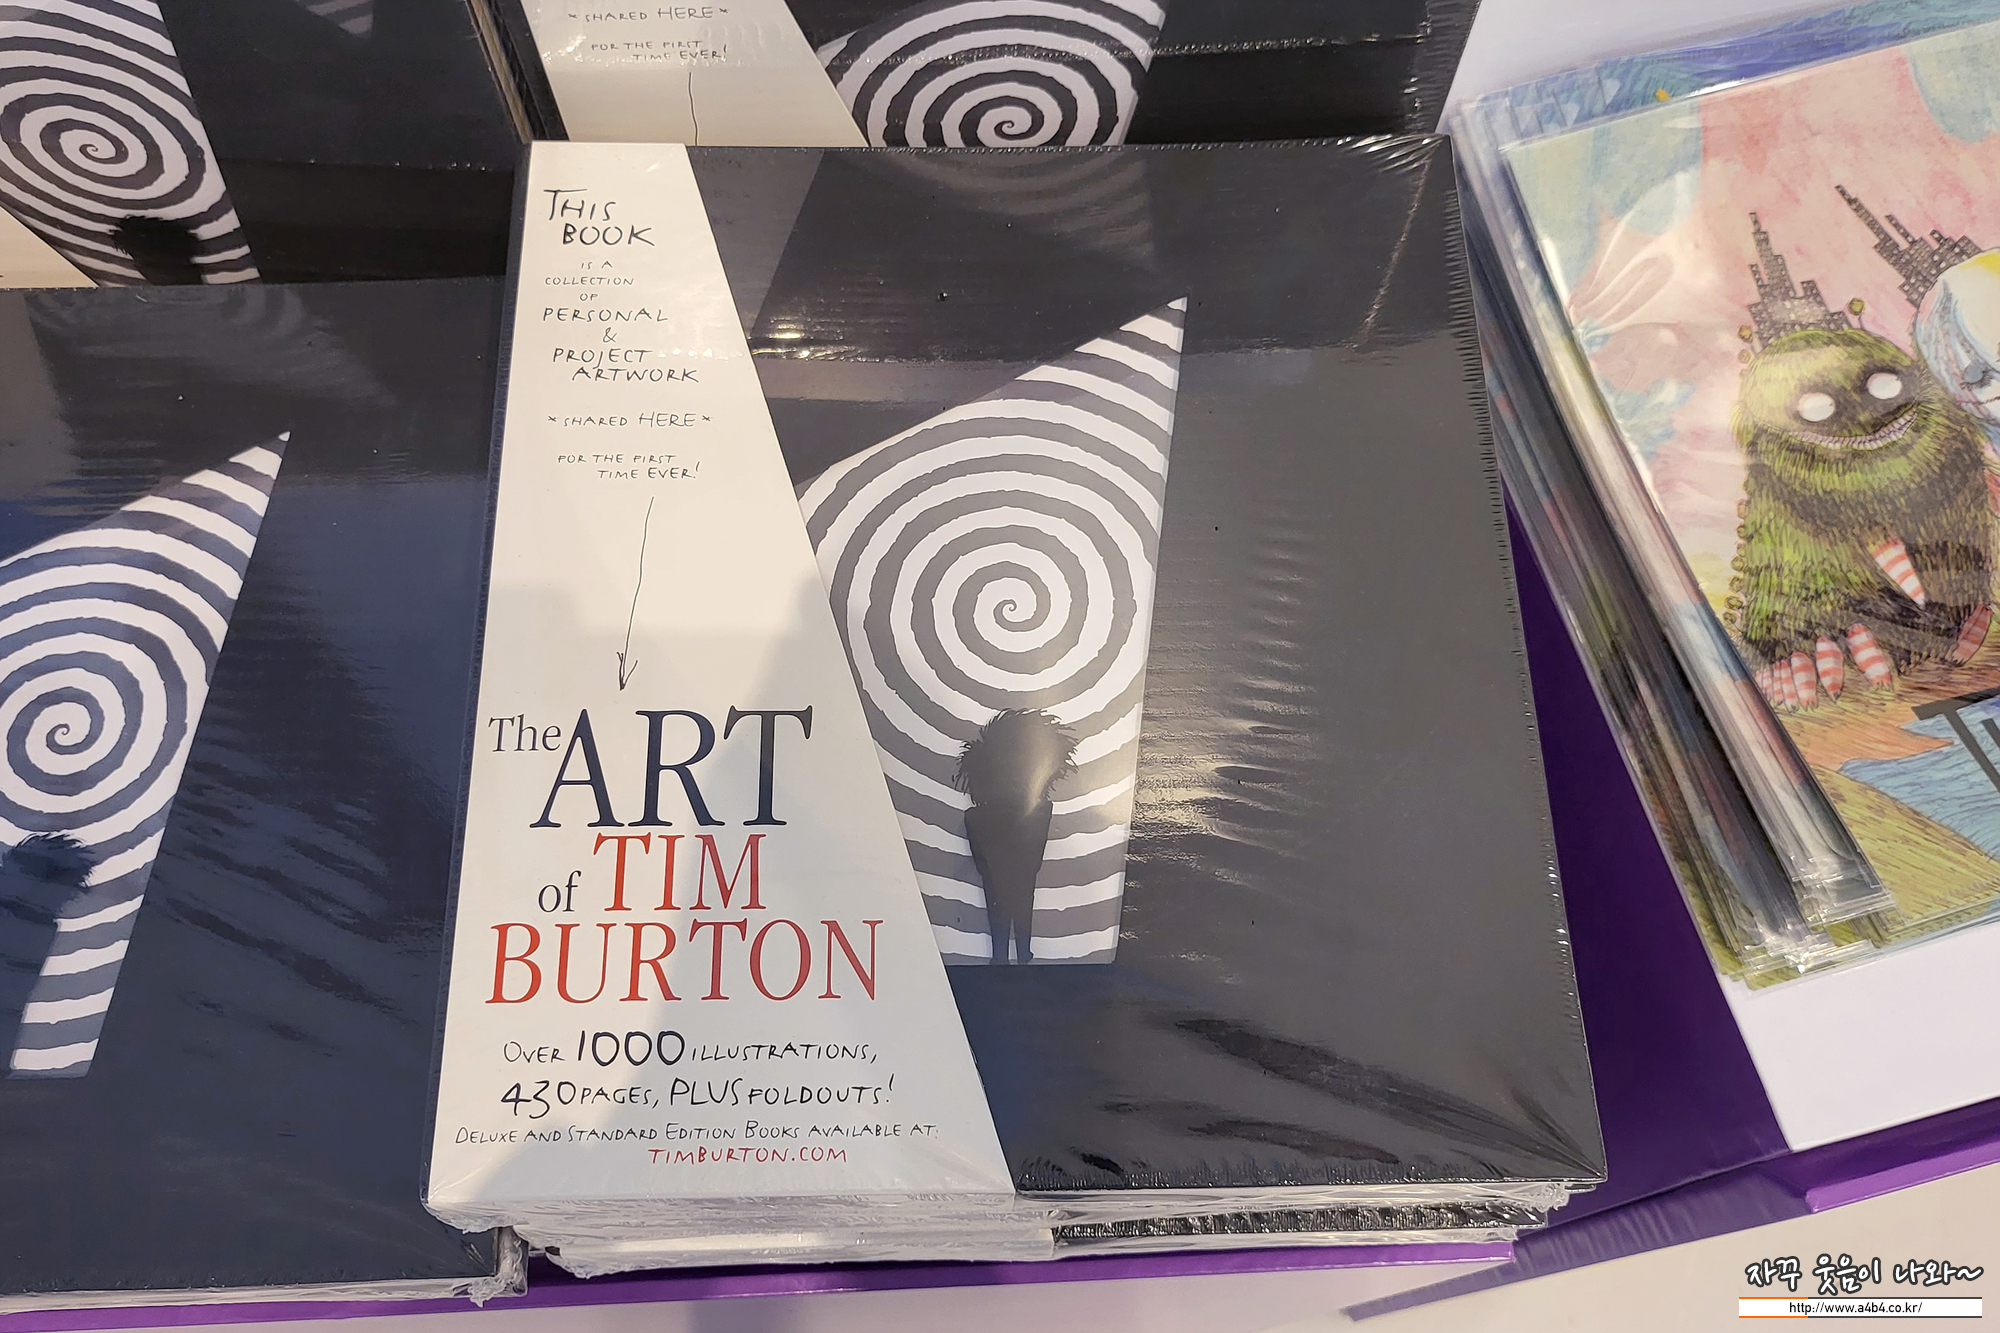 * SHARED HERE *
FOR THE FIRST
TIME EVER!
THIS
BOOK
IS A
COLLECTION
OF
PERSONAL
&
PROJECT
ARTWORK
* SHARED HERE *
FOR THE FIRST
TIME EVER!
The ART
of TIM
BURTON
OVER 1000 ILLUSTRATIONS,
430 PAGES, PLUS FOLDOUTS!
DELUXE AND STANDARD EDITION BOOKS AVAILABLE AT:
TIMBURTON.COM
자꾸 웃음이 나와~
http://www.a4b4.co.kr/